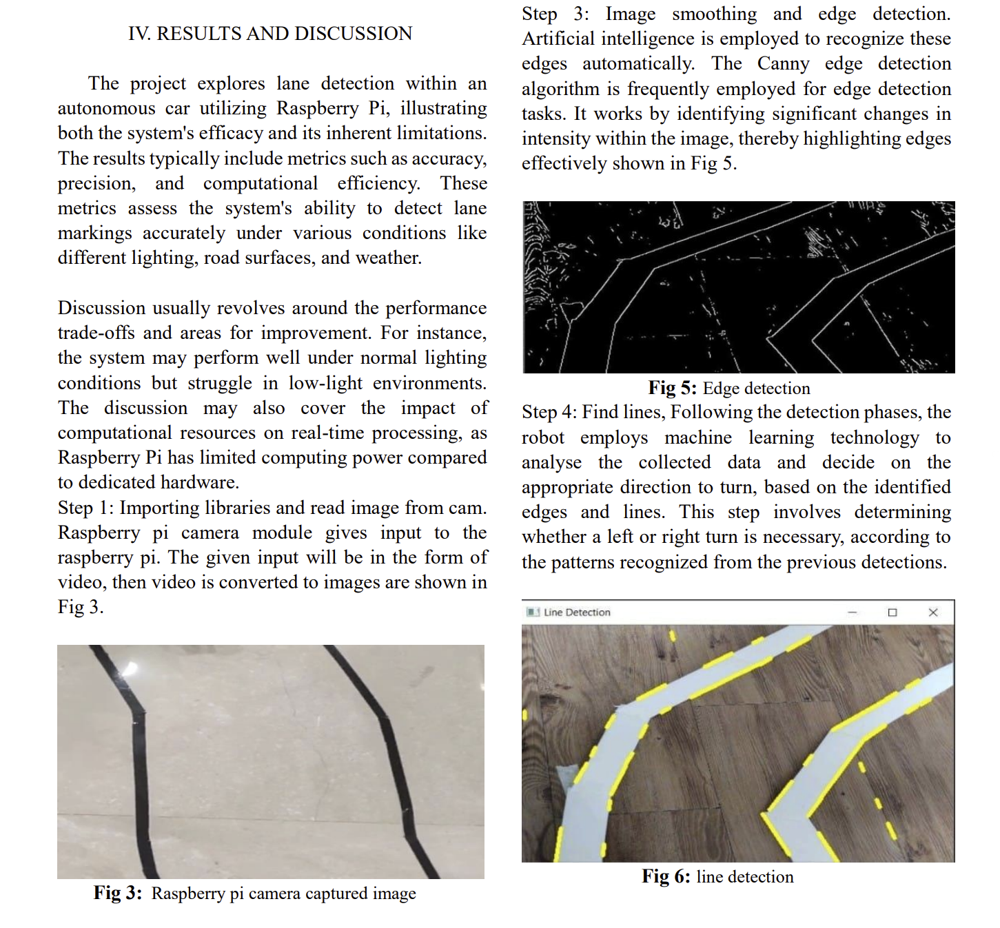 IV. RESULTS AND DISCUSSION
The project explores lane detection within an
autonomous car utilizing Raspberry Pi, illustrating
both the system's efficacy and its inherent limitations.
The results typically include metrics such as accuracy,
precision, and computational efficiency. These
metrics assess the system's ability to detect lane
markings accurately under various conditions like
different lighting, road surfaces, and weather.
Discussion usually revolves around the performance
trade-offs and areas for improvement. For instance,
the system may perform well under normal lighting
conditions but struggle in low-light environments.
The discussion may also cover the impact of
computational resources on real-time processing, as
Raspberry Pi has limited computing power compared
to dedicated hardware.
Step 1: Importing libraries and read image from cam.
Raspberry pi camera module gives input to the
raspberry pi. The given input will be in the form of
video, then video is converted to images are shown in
Fig 3.
Fig 3: Raspberry pi camera captured image
Step 3: Image smoothing and edge detection.
Artificial intelligence is employed to recognize these
edges automatically. The Canny edge detection
algorithm is frequently employed for edge detection
tasks. It works by identifying significant changes in
intensity within the image, thereby highlighting edges
effectively shown in Fig 5.
Fig 5: Edge detection
Step 4: Find lines, Following the detection phases, the
robot employs machine learning technology to
analyse the collected data and decide on the
appropriate direction to turn, based on the identified
edges and lines. This step involves determining
whether a left or right turn is necessary, according to
the patterns recognized from the previous detections.
Line Detection
Fig 6: line detection